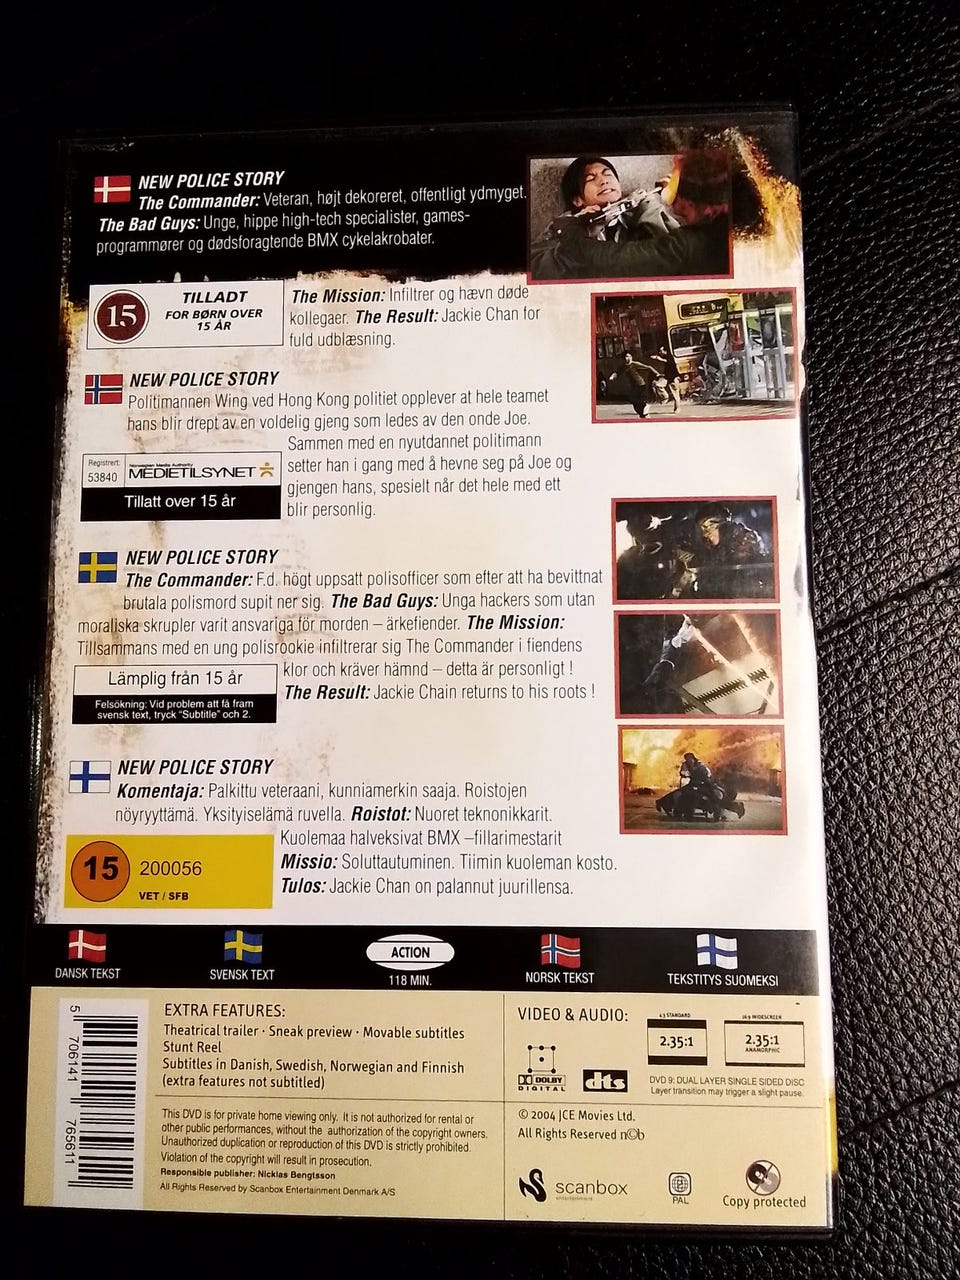 NEW POLICE STORY
The Commander: Veteran, højt dekoreret, offentligt ydmyget.
The Bad Guys: Unge, hippe high-tech specialister, games-
programmører og dødsforagtende BMX cykelakrobater.
15
TILLADT
FOR BØRN OVER
15 ÅR
The Mission: Infiltrer og hævn døde
kollegaer. The Result: Jackie Chan for
fuld udblæsning.
NEW POLICE STORY
Politimannen Wing ved Hong Kong politiet opplever at hele teamet
hans blir drept av en voldelig gjeng som ledes av den onde Joe.
Sammen med en nyutdannet politimann
setter han i gang med å hevne seg på Joe og
gjengen hans, spesielt når det hele med ett
blir personlig.
Registrert:
53840
Norwegian Media Authority
MEDIETILSYNET
Tillatt over 15 år
NEW POLICE STORY
The Commander: F.d. högt uppsatt polisofficer som efter att ha bevittnat
brutala polismord supit ner sig. The Bad Guys: Unga hackers som utan
moraliska skrupler varit ansvariga för morden – ärkefiender. The Mission:
Tillsammans med en ung polisrookie infiltrerar sig The Commander i fiendens
klor och kräver hämnd – detta är personligt !
The Result: Jackie Chain returns to his roots !
Lämplig från 15 år
Felsökning: Vid problem att få fram
svensk text, tryck "Subtitle" och 2.
NEW POLICE STORY
Komentaja: Palkittu veteraani, kunniamerkin saaja. Roistojen
nöyryyttämä. Yksityiselämä ruvella. Roistot: Nuoret teknonikkarit.
Kuolemaa halveksivat BMX –fillarimestarit
Missio: Soluttautuminen. Tiimin kuoleman kosto.
Tulos: Jackie Chan on palannut juurillensa.
15
200056
VET / SFB
DANSK TEKST
SVENSK TEXT
ACTION
118 MIN.
NORSK TEKST
TEKSTITYS SUOMEKSI
5 706141 765611
EXTRA FEATURES:
Theatrical trailer · Sneak preview · Movable subtitles
Stunt Reel
Subtitles in Danish, Swedish, Norwegian and Finnish
(extra features not subtitled)
VIDEO & AUDIO:
4:3 STANDARD
2.35:1
16:9 WIDESCREEN
2.35:1
ANAMORPHIC
DOLBY
DIGITAL
dts
DVD 9: DUAL LAYER SINGLE SIDED DISC
Layer transition may trigger a slight pause.
This DVD is for private home viewing only. It is not authorized for rental or
other public performances, without the authorization of the copyright owners.
Unauthorized duplication or reproduction of this DVD is strictly prohibited.
Violation of the copyright will result in prosecution.
Responsible publisher: Nicklas Bengtsson
All Rights Reserved by Scanbox Entertainment Denmark A/S
© 2004 JCE Movies Ltd.
All Rights Reserved n©b
scanbox
entertainment
2
PAL
Copy protected